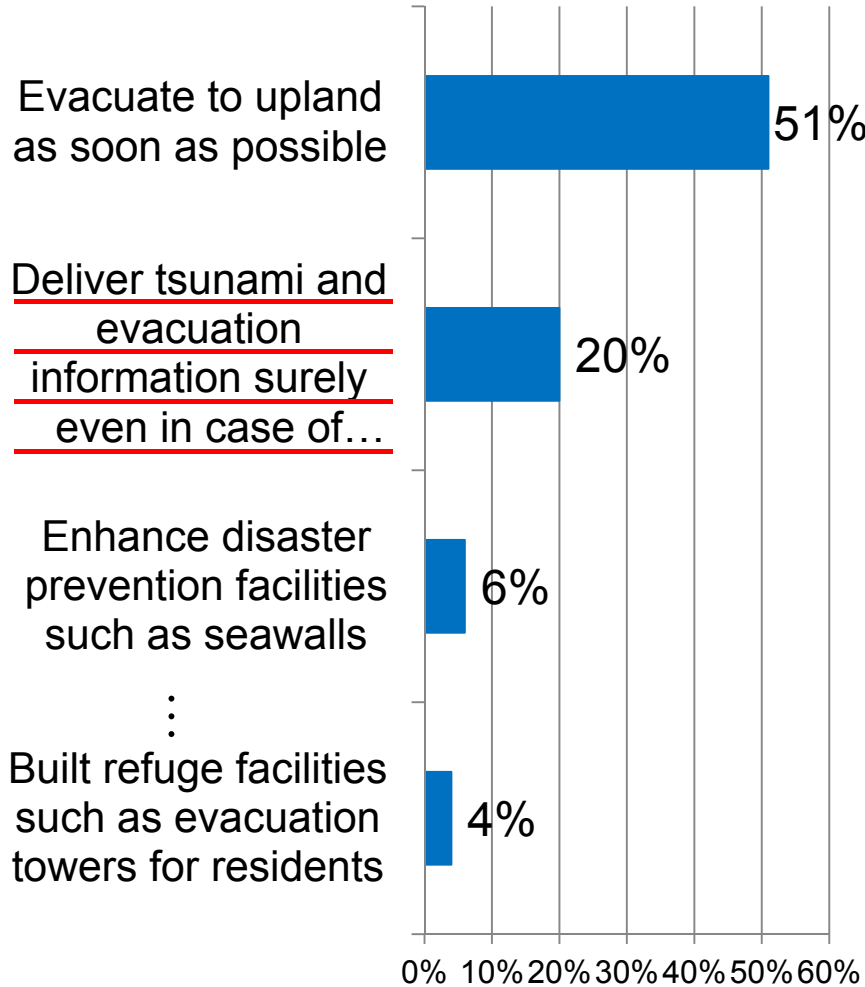 Evacuate to upland
as soon as possible
51%
Deliver tsunami and
evacuation
information surely
even in case of…
20%
Enhance disaster
prevention facilities
such as seawalls
6%
⋮
Built refuge facilities
such as evacuation
towers for residents
4%
0% 10% 20% 30% 40% 50% 60%